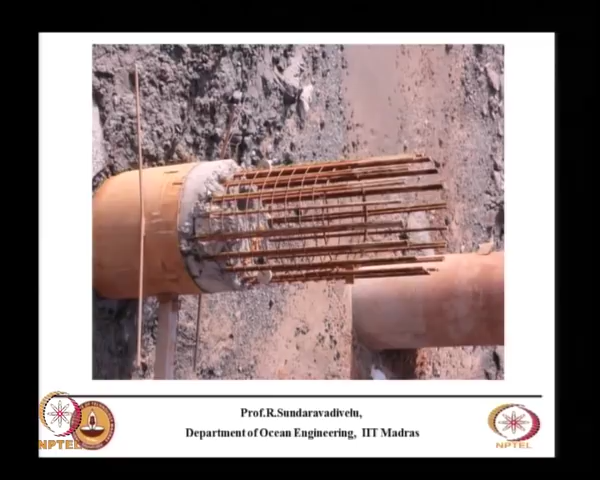 Prof.R.Sundaravadivelu,
Department of Ocean Engineering, IIT Madras
NPTEL
NPTEL